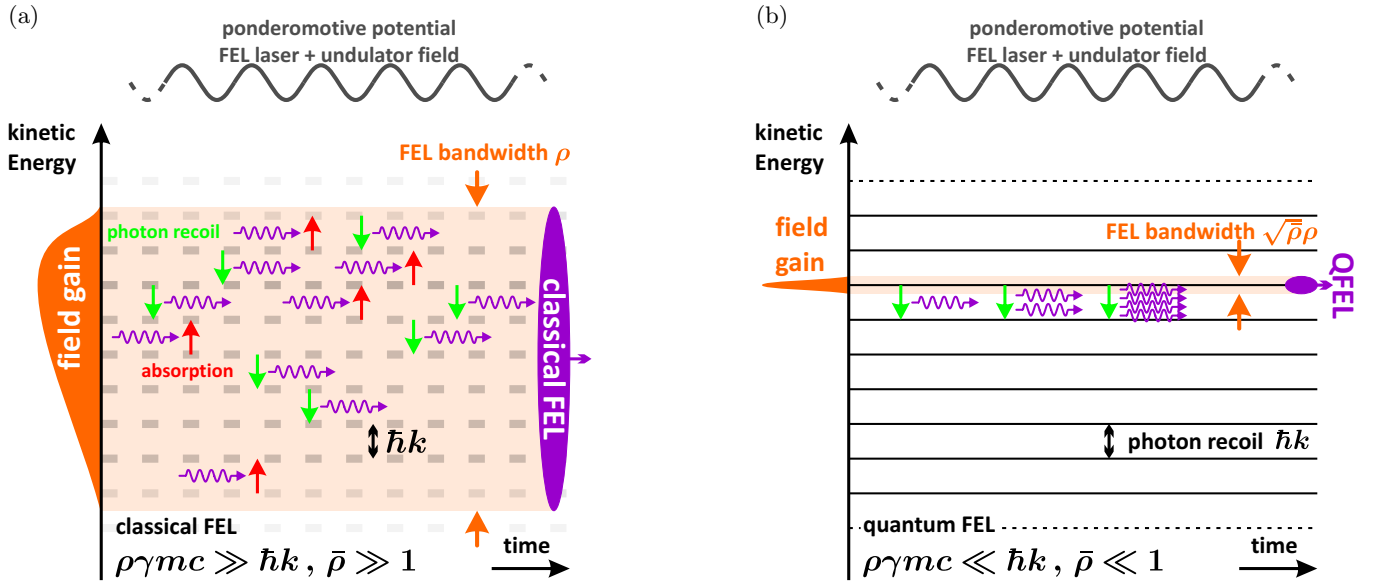 (a)
ponderomotive potential
FEL laser + undulator field
kinetic
Energy
FEL bandwidth ρ
photon recoil
absorption
field gain
classical FEL
ℏk
classical FEL
ργmc ≫ ℏk , ρ̄ ≫ 1
time
(b)
ponderomotive potential
FEL laser + undulator field
kinetic
Energy
field
gain
FEL bandwidth √ρ̄ρ
QFEL
photon recoil ℏk
quantum FEL
ργmc ≪ ℏk , ρ̄ ≪ 1
time